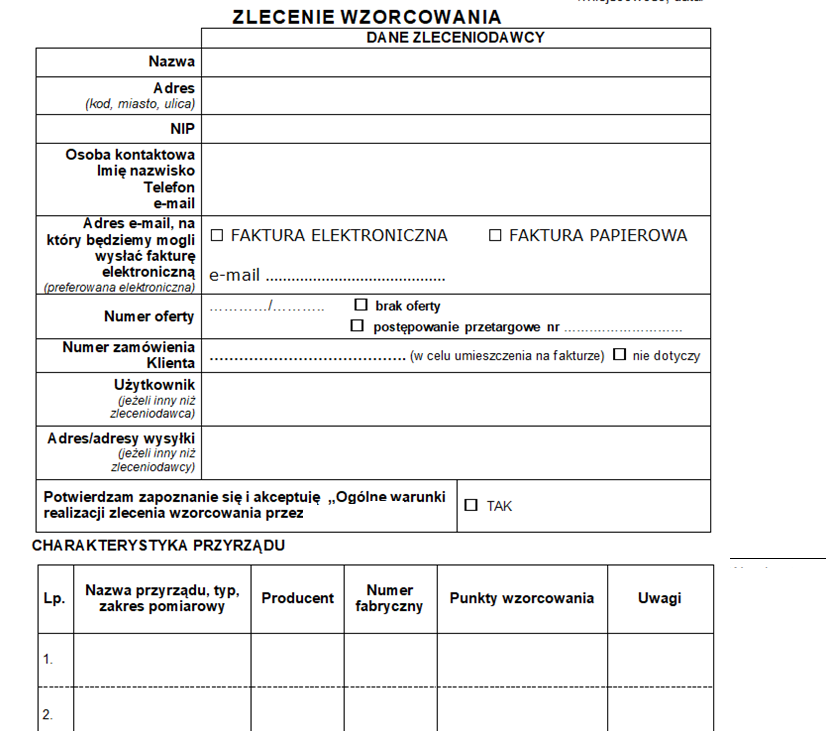 ZLECENIE WZORCOWANIA
DANE ZLECENIODAWCY
Nazwa
Adres
(kod, miasto, ulica)
NIP
Osoba kontaktowa
Imię nazwisko
Telefon
e-mail
Adres e-mail, na
który będziemy mogli
wysłać fakturę
elektroniczną
(preferowana elektroniczna)
☐ FAKTURA ELEKTRONICZNA ☐ FAKTURA PAPIEROWA
e-mail ..........................................
Numer oferty
…………/……….. ☐ brak oferty
☐ postępowanie przetargowe nr ………………………
Numer zamówienia
Klienta
…………………………………. (w celu umieszczenia na fakturze) ☐ nie dotyczy
Użytkownik
(jeżeli inny niż
zleceniodawca)
Adres/adresy wysyłki
(jeżeli inny niż
zleceniodawcy)
Potwierdzam zapoznanie się i akceptuję „Ogólne warunki
realizacji zlecenia wzorcowania przez
☐ TAK
CHARAKTERYSTYKA PRZYRZĄDU
Lp.
Nazwa przyrządu, typ,
zakres pomiarowy
Producent
Numer
fabryczny
Punkty wzorcowania
Uwagi
1.
2.